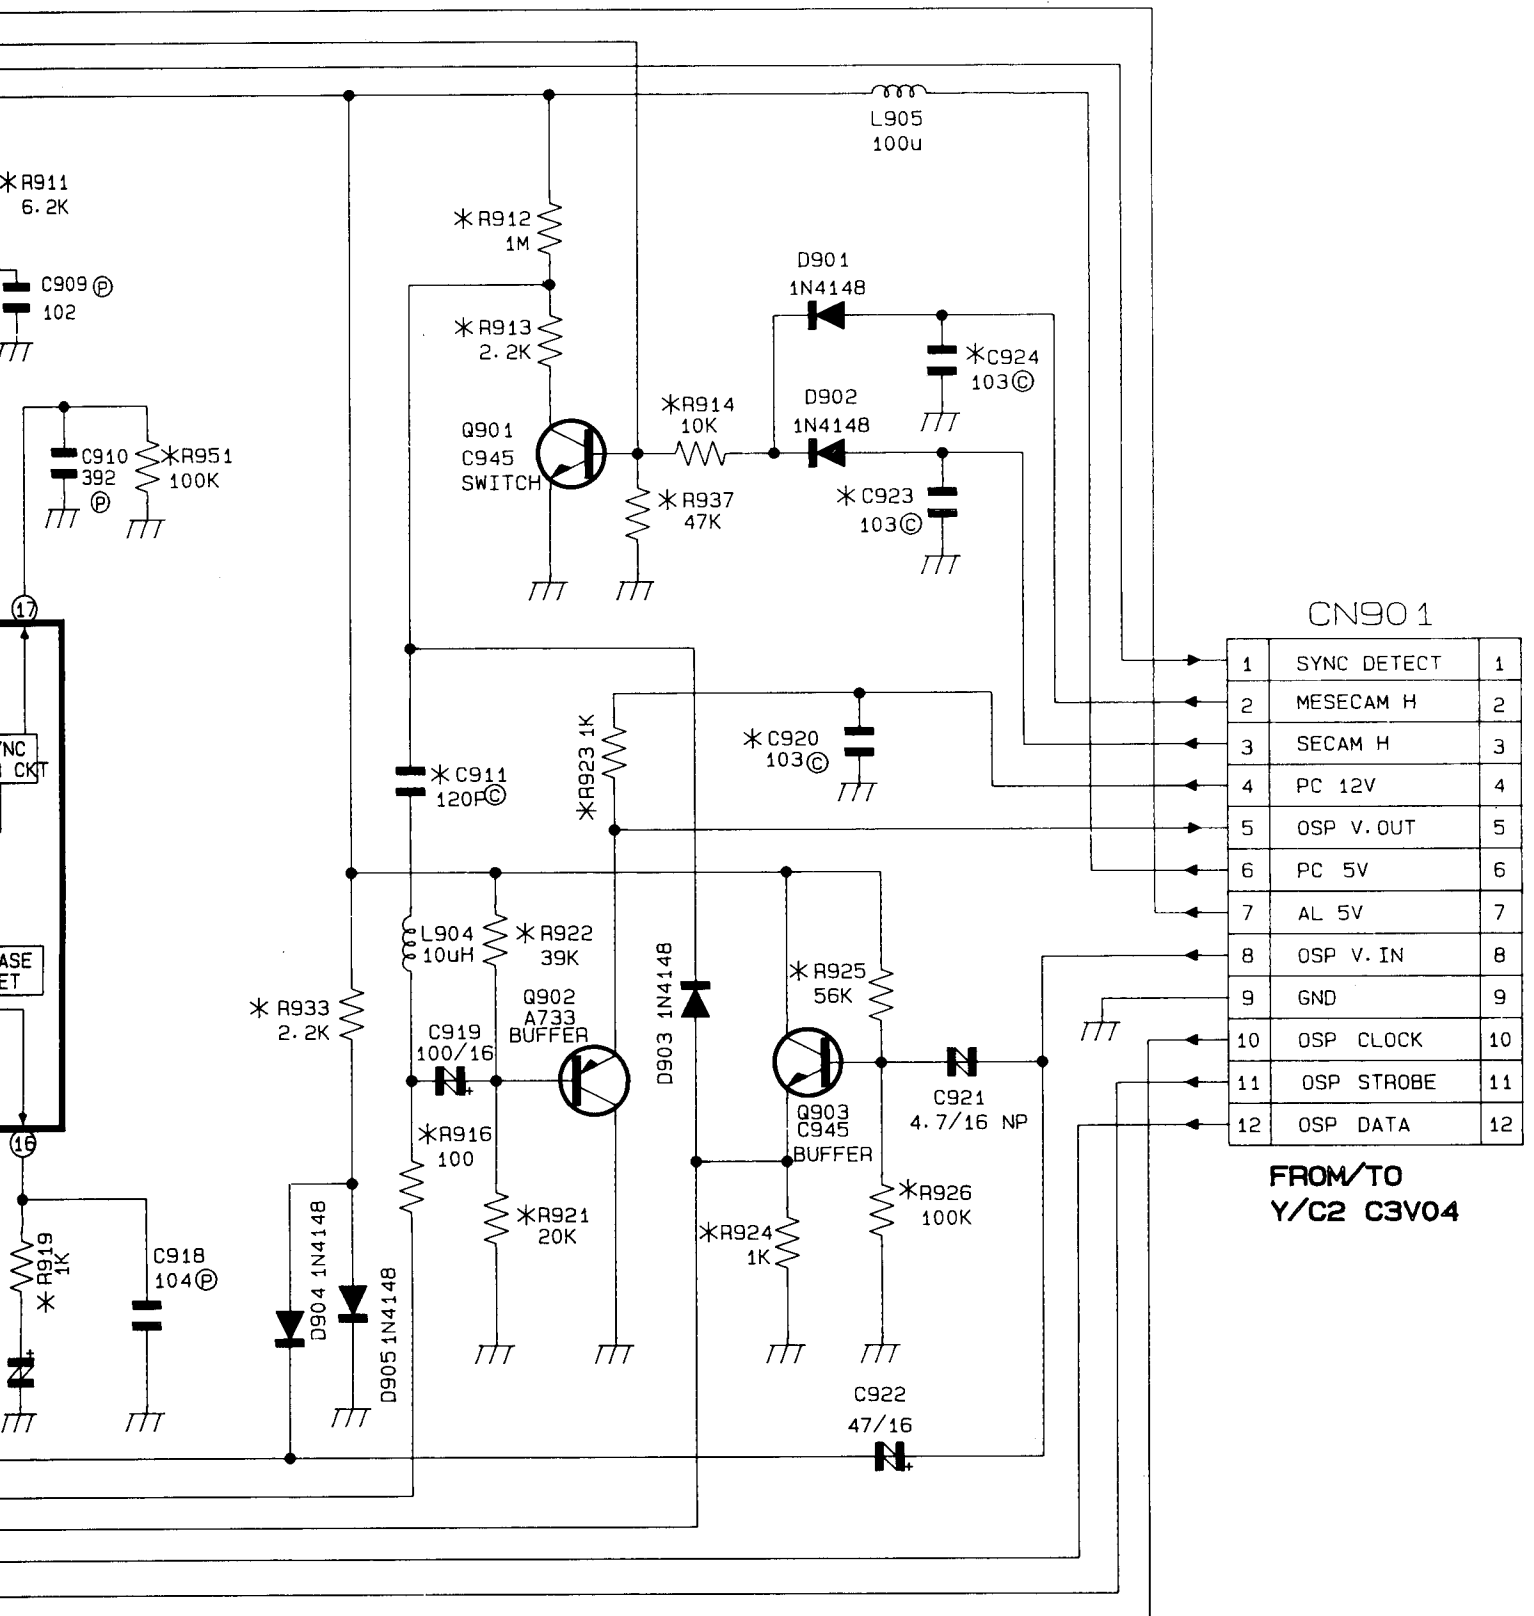 L905
100u
✳R911
6.2K
✳R912
1M
D901
1N4148
C909Ⓟ
102
✳R913
2.2K
✳C924
103Ⓒ
✳R914
10K
D902
1N4148
Q901
C945
SWITCH
C910
392
Ⓟ
✳R951
100K
✳R937
47K
✳C923
103Ⓒ
17
CN901
1 SYNC DETECT 1
2 MESECAM H 2
3 SECAM H 3
4 PC 12V 4
5 OSP V.OUT 5
6 PC 5V 6
7 AL 5V 7
8 OSP V.IN 8
9 GND 9
10 OSP CLOCK 10
11 OSP STROBE 11
12 OSP DATA 12
FROM/TO
Y/C2 C3V04
YNC
CKT
✳R923 1K
✳C920
103Ⓒ
✳C911
120PⒸ
ASE
ET
L904
10uH
✳R922
39K
✳R933
2.2K
Q902
A733
BUFFER
C919
100/16
+
D903 1N4148
✳R925
56K
C921
4.7/16 NP
Q903
C945
BUFFER
16
✳R916
100
✳R921
20K
✳R924
1K
✳R926
100K
✳R919
1K
C918
104Ⓟ
D904 1N4148
D905 1N4148
+
C922
47/16
+